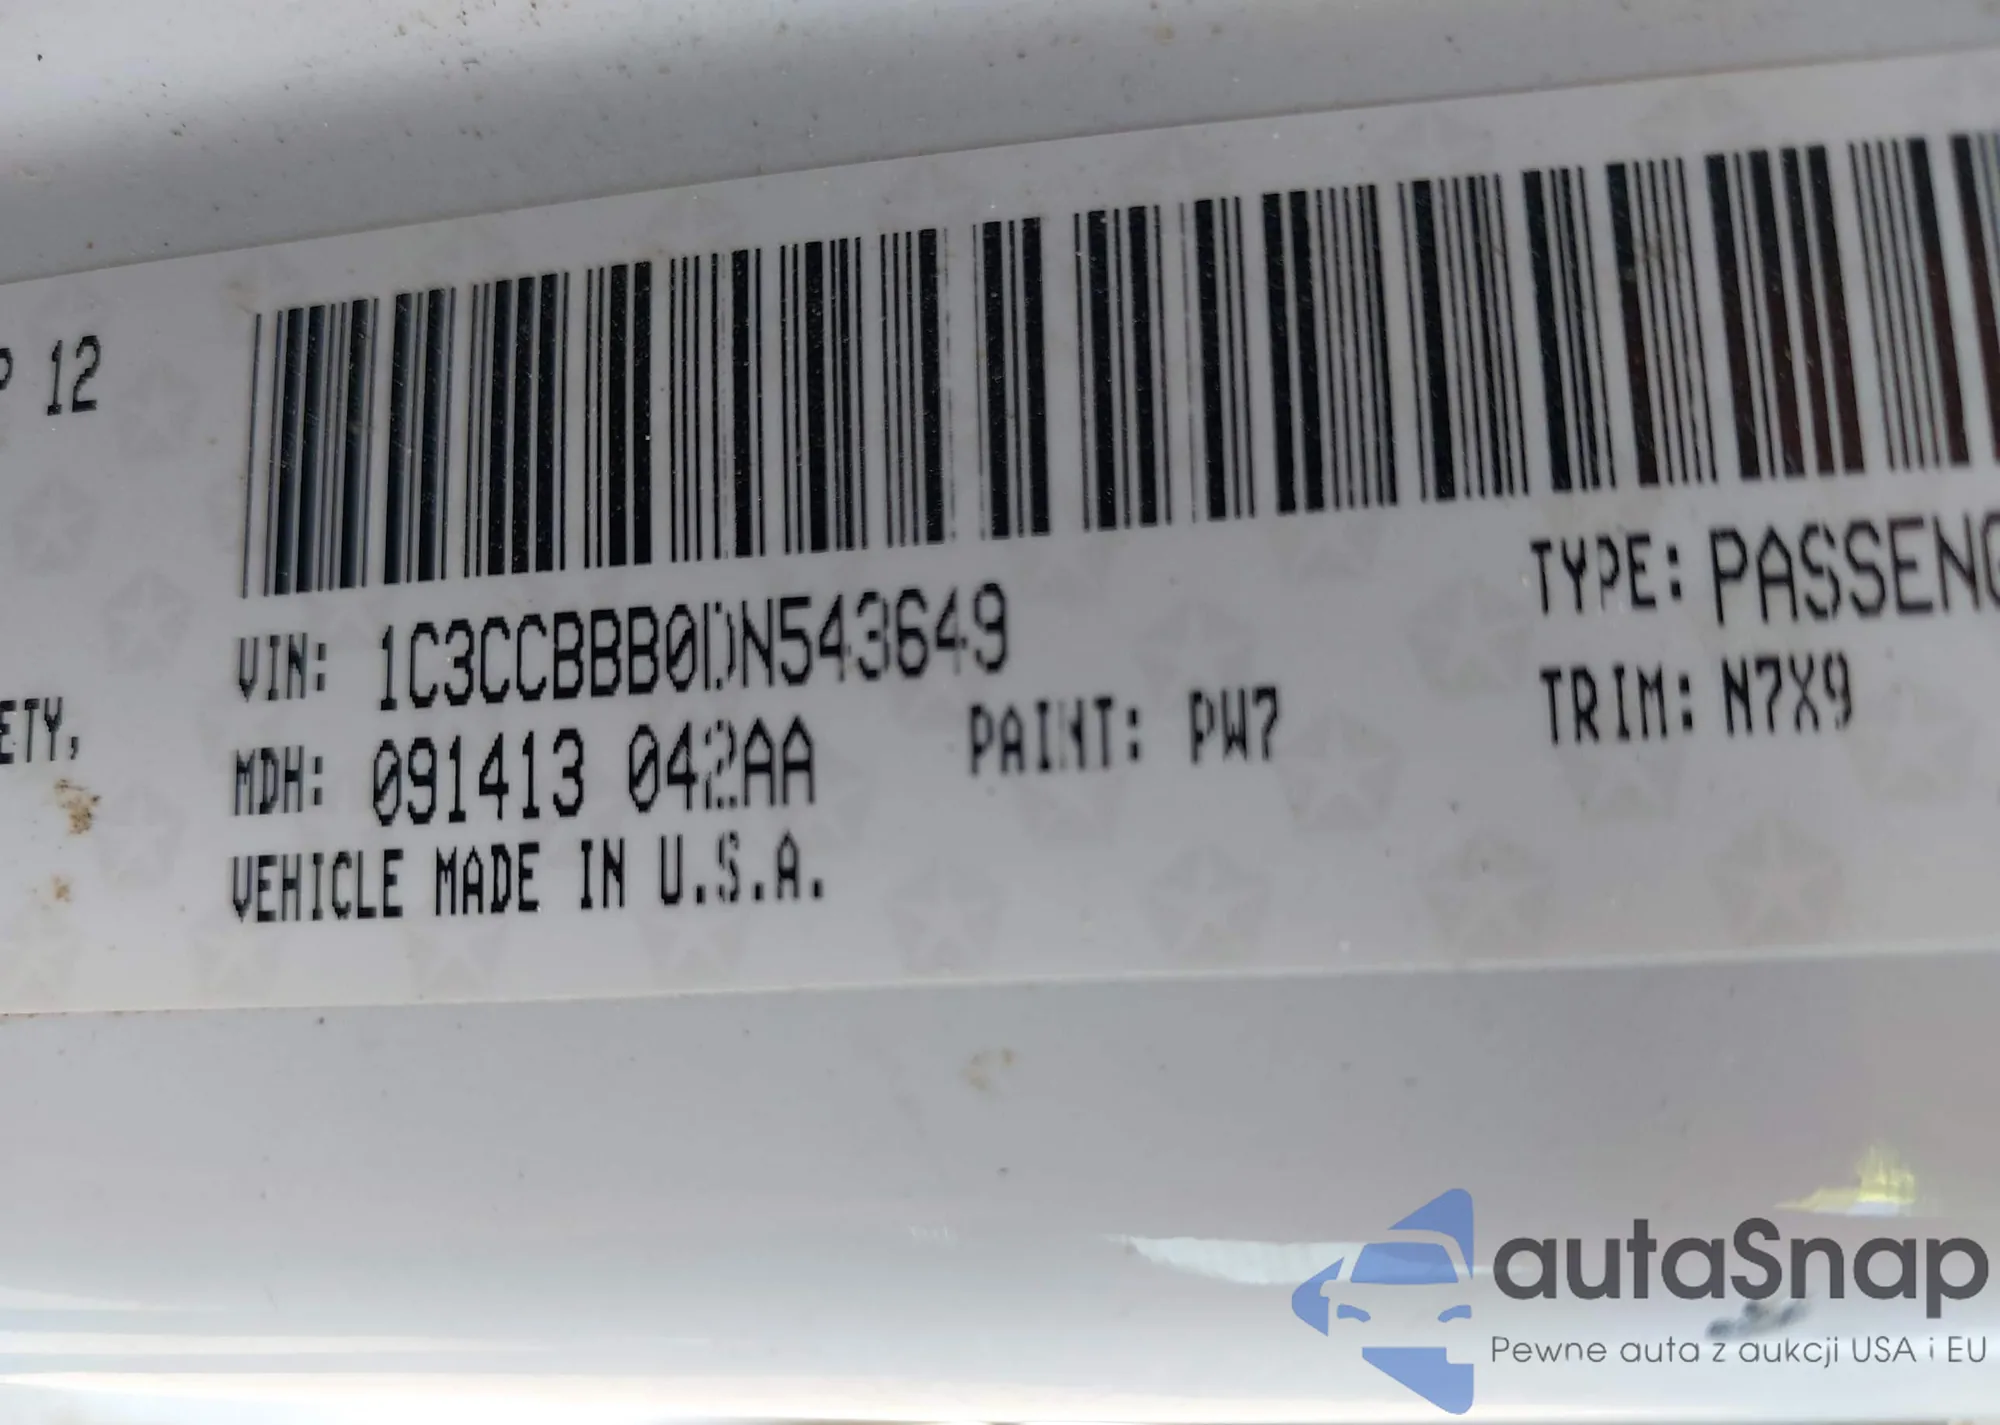 P 12
ETY,
VIN: 1C3CCBBB0DN543649
TYPE: PASSENG
MDH: 091413 042AA
PAINT: PW7
TRIM: N7X9
VEHICLE MADE IN U.S.A.
autaSnap
Pewne auta z aukcji USA i EU